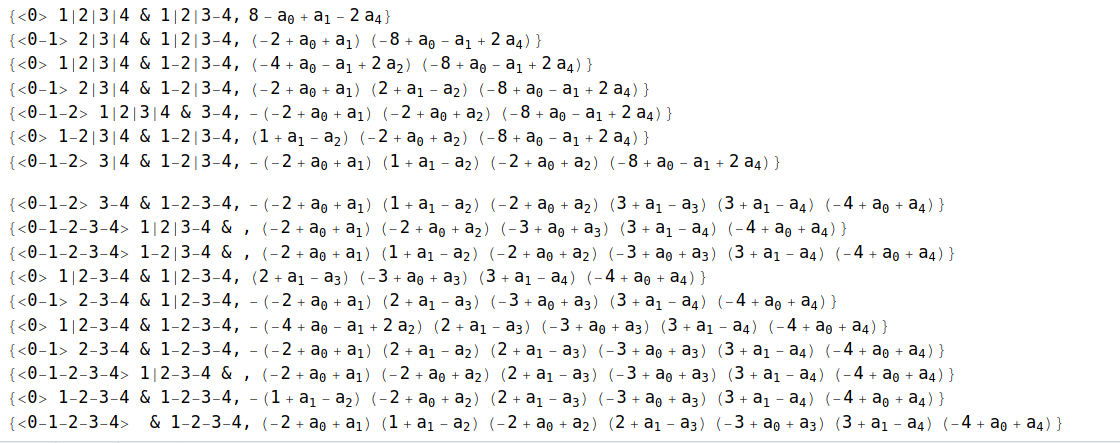 {<0> 1|2|3|4 & 1|2|3-4, 8 - a₀ + a₁ - 2 a₄}
{<0-1> 2|3|4 & 1|2|3-4, (-2 + a₀ + a₁) (-8 + a₀ - a₁ + 2 a₄)}
{<0> 1|2|3|4 & 1-2|3-4, (-4 + a₀ - a₁ + 2 a₂) (-8 + a₀ - a₁ + 2 a₄)}
{<0-1> 2|3|4 & 1-2|3-4, (-2 + a₀ + a₁) (2 + a₁ - a₂) (-8 + a₀ - a₁ + 2 a₄)}
{<0-1-2> 1|2|3|4 & 3-4, -(-2 + a₀ + a₁) (-2 + a₀ + a₂) (-8 + a₀ - a₁ + 2 a₄)}
{<0> 1-2|3|4 & 1-2|3-4, (1 + a₁ - a₂) (-2 + a₀ + a₂) (-8 + a₀ - a₁ + 2 a₄)}
{<0-1-2> 3|4 & 1-2|3-4, -(-2 + a₀ + a₁) (1 + a₁ - a₂) (-2 + a₀ + a₂) (-8 + a₀ - a₁ + 2 a₄)}
{<0-1-2> 3-4 & 1-2-3-4, -(-2 + a₀ + a₁) (1 + a₁ - a₂) (-2 + a₀ + a₂) (3 + a₁ - a₃) (3 + a₁ - a₄) (-4 + a₀ + a₄)}
{<0-1-2-3-4> 1|2|3-4 & , (-2 + a₀ + a₁) (-2 + a₀ + a₂) (-3 + a₀ + a₃) (3 + a₁ - a₄) (-4 + a₀ + a₄)}
{<0-1-2-3-4> 1-2|3-4 & , (-2 + a₀ + a₁) (1 + a₁ - a₂) (-2 + a₀ + a₂) (-3 + a₀ + a₃) (3 + a₁ - a₄) (-4 + a₀ + a₄)}
{<0> 1|2-3-4 & 1|2-3-4, (2 + a₁ - a₃) (-3 + a₀ + a₃) (3 + a₁ - a₄) (-4 + a₀ + a₄)}
{<0-1> 2-3-4 & 1|2-3-4, -(-2 + a₀ + a₁) (2 + a₁ - a₃) (-3 + a₀ + a₃) (3 + a₁ - a₄) (-4 + a₀ + a₄)}
{<0> 1|2-3-4 & 1-2-3-4, -(-4 + a₀ - a₁ + 2 a₂) (2 + a₁ - a₃) (-3 + a₀ + a₃) (3 + a₁ - a₄) (-4 + a₀ + a₄)}
{<0-1> 2-3-4 & 1-2-3-4, -(-2 + a₀ + a₁) (2 + a₁ - a₂) (2 + a₁ - a₃) (-3 + a₀ + a₃) (3 + a₁ - a₄) (-4 + a₀ + a₄)}
{<0-1-2-3-4> 1|2-3-4 & , (-2 + a₀ + a₁) (-2 + a₀ + a₂) (2 + a₁ - a₃) (-3 + a₀ + a₃) (3 + a₁ - a₄) (-4 + a₀ + a₄)}
{<0> 1-2-3-4 & 1-2-3-4, -(1 + a₁ - a₂) (-2 + a₀ + a₂) (2 + a₁ - a₃) (-3 + a₀ + a₃) (3 + a₁ - a₄) (-4 + a₀ + a₄)}
{<0-1-2-3-4>  & 1-2-3-4, (-2 + a₀ + a₁) (1 + a₁ - a₂) (-2 + a₀ + a₂) (2 + a₁ - a₃) (-3 + a₀ + a₃) (3 + a₁ - a₄) (-4 + a₀ + a₄)}